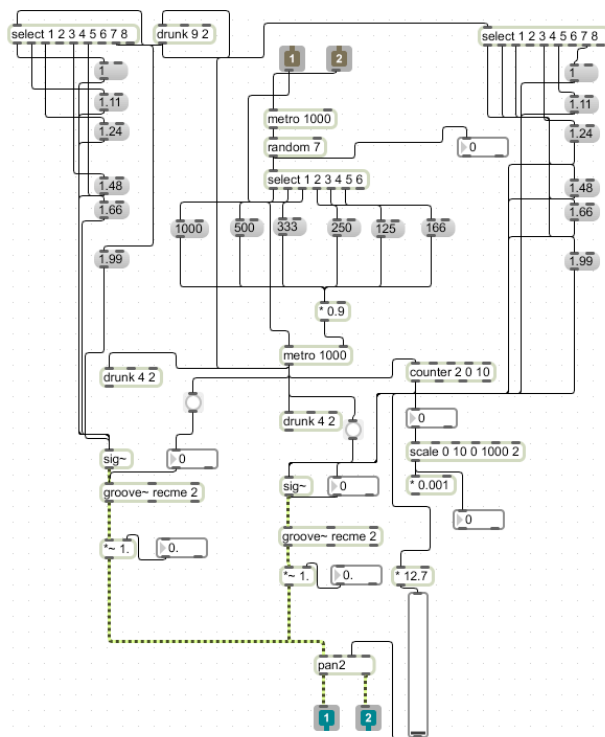 select 1 2 3 4 5 6 7 8
drunk 9 2
select 1 2 3 4 5 6 7 8
1
2
1
1
1.11
1.11
metro 1000
1.24
1.24
random 7
0
select 1 2 3 4 5 6
1.48
1.48
1.66
1.66
1000
500
333
250
125
166
1.99
1.99
* 0.9
metro 1000
drunk 4 2
counter 2 0 10
drunk 4 2
0
scale 0 10 0 1000 2
sig~
0
sig~
0
* 0.001
groove~ recme 2
0
groove~ recme 2
*~ 1.
0.
*~ 1.
0.
* 12.7
pan2
1
2